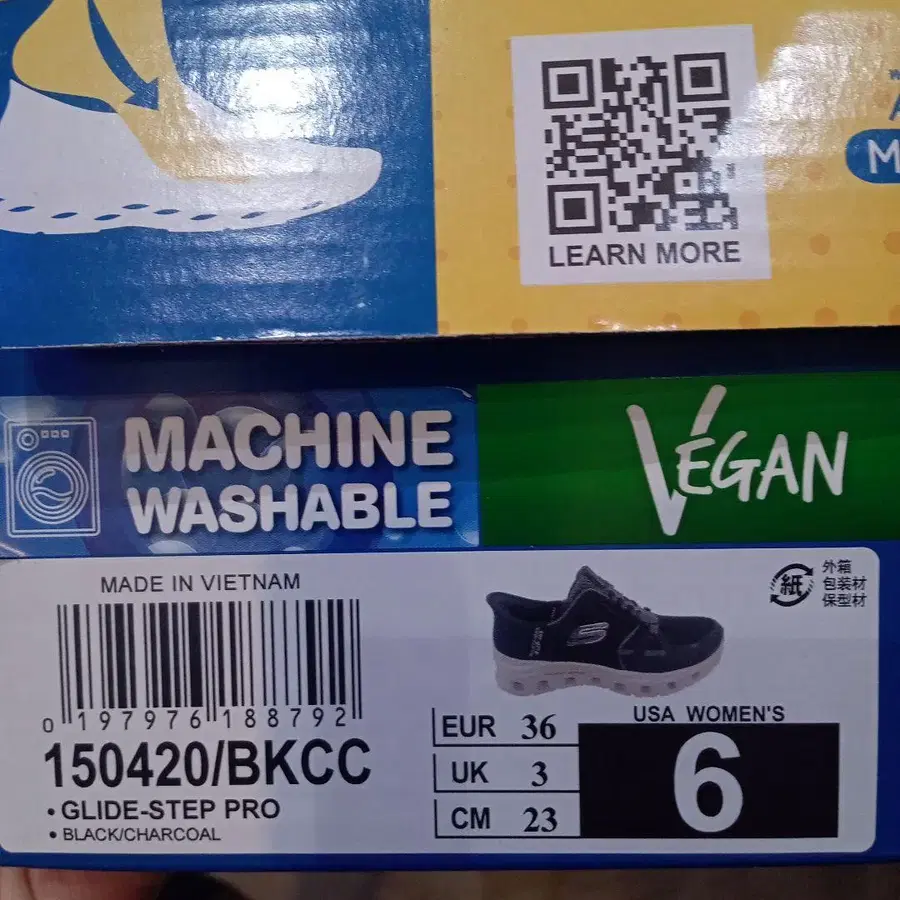 LEARN MORE
MACHINE
WASHABLE
VEGAN
MADE IN VIETNAM
0 197976 188792
150420/BKCC
• GLIDE-STEP PRO
• BLACK/CHARCOAL
紙
外箱
包装材
保型材
EUR 36
UK 3
CM 23
USA WOMEN'S
6